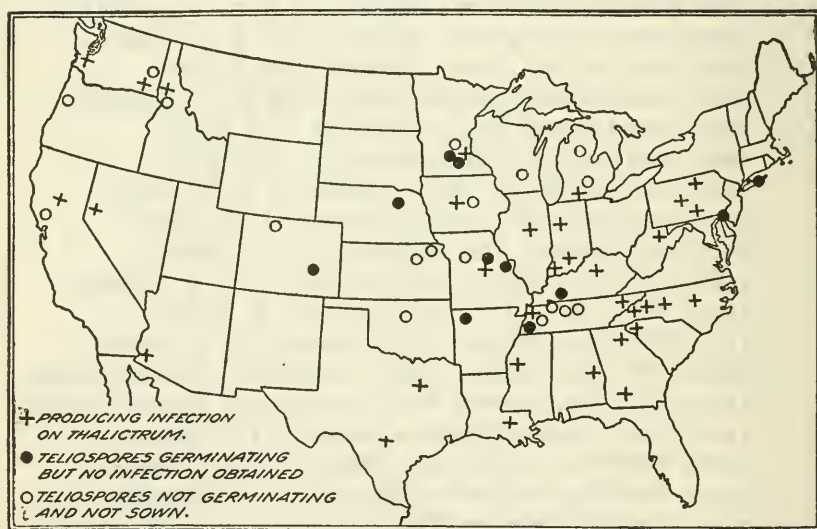 + PRODUCING INFECTION
ON THALICTRUM.
● TELIOSPORES GERMINATING
BUT NO INFECTION OBTAINED
○ TELIOSPORES NOT GERMINATING
AND NOT SOWN.